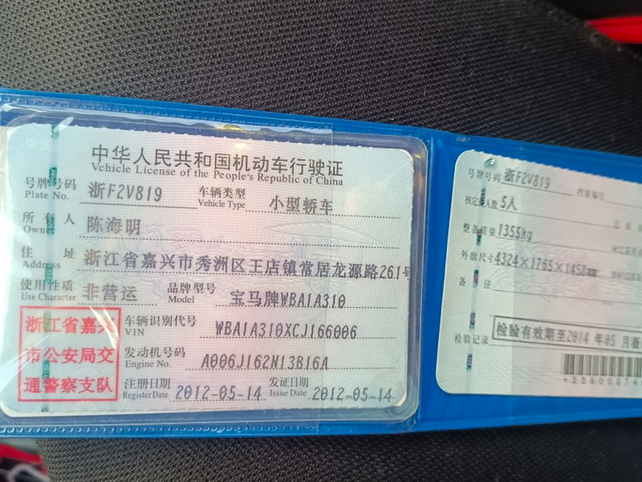 中华人民共和国机动车行驶证
Vehicle License of the People's Republic of China
号牌号码 浙F2V819 车辆类型 小型轿车
Plate No. Vehicle Type
所有人 陈海明
Owner
住址 浙江省嘉兴市秀洲区王店镇常居龙源路261号
Address
使用性质 非营运 品牌型号 宝马牌WBA1A310
Use Character Model
浙江省嘉兴
市公安局交
通警察支队
车辆识别代号 WBA1A310XCJ166006
VIN
发动机号码 A006J162N13B16A
Engine No.
注册日期 2012-05-14 发证日期 2012-05-14
Register Date Issue Date
号牌号码 浙F2V819 档案编号
核定人数 5人
整备质量 1355Kg
外廓尺寸 4324×1765×1458mm
备注
检验记录 检验有效期至2014年05月